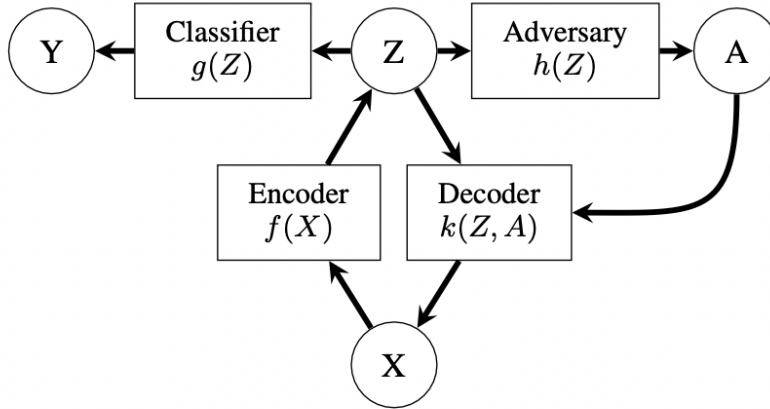 Y
Classifier
g(Z)
Z
Adversary
h(Z)
A
Encoder
f(X)
Decoder
k(Z, A)
X